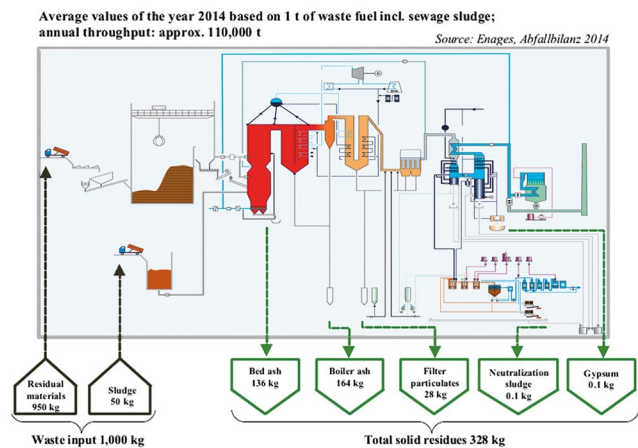 Average values of the year 2014 based on 1 t of waste fuel incl. sewage sludge;
annual throughput: approx. 110,000 t
Source: Enages, Abfallbilanz 2014
Residual
materials
950 kg
Sludge
50 kg
Bed ash
136 kg
Boiler ash
164 kg
Filter
particulates
28 kg
Neutralization
sludge
0.1 kg
Gypsum
0.1 kg
Waste input 1,000 kg
Total solid residues 328 kg